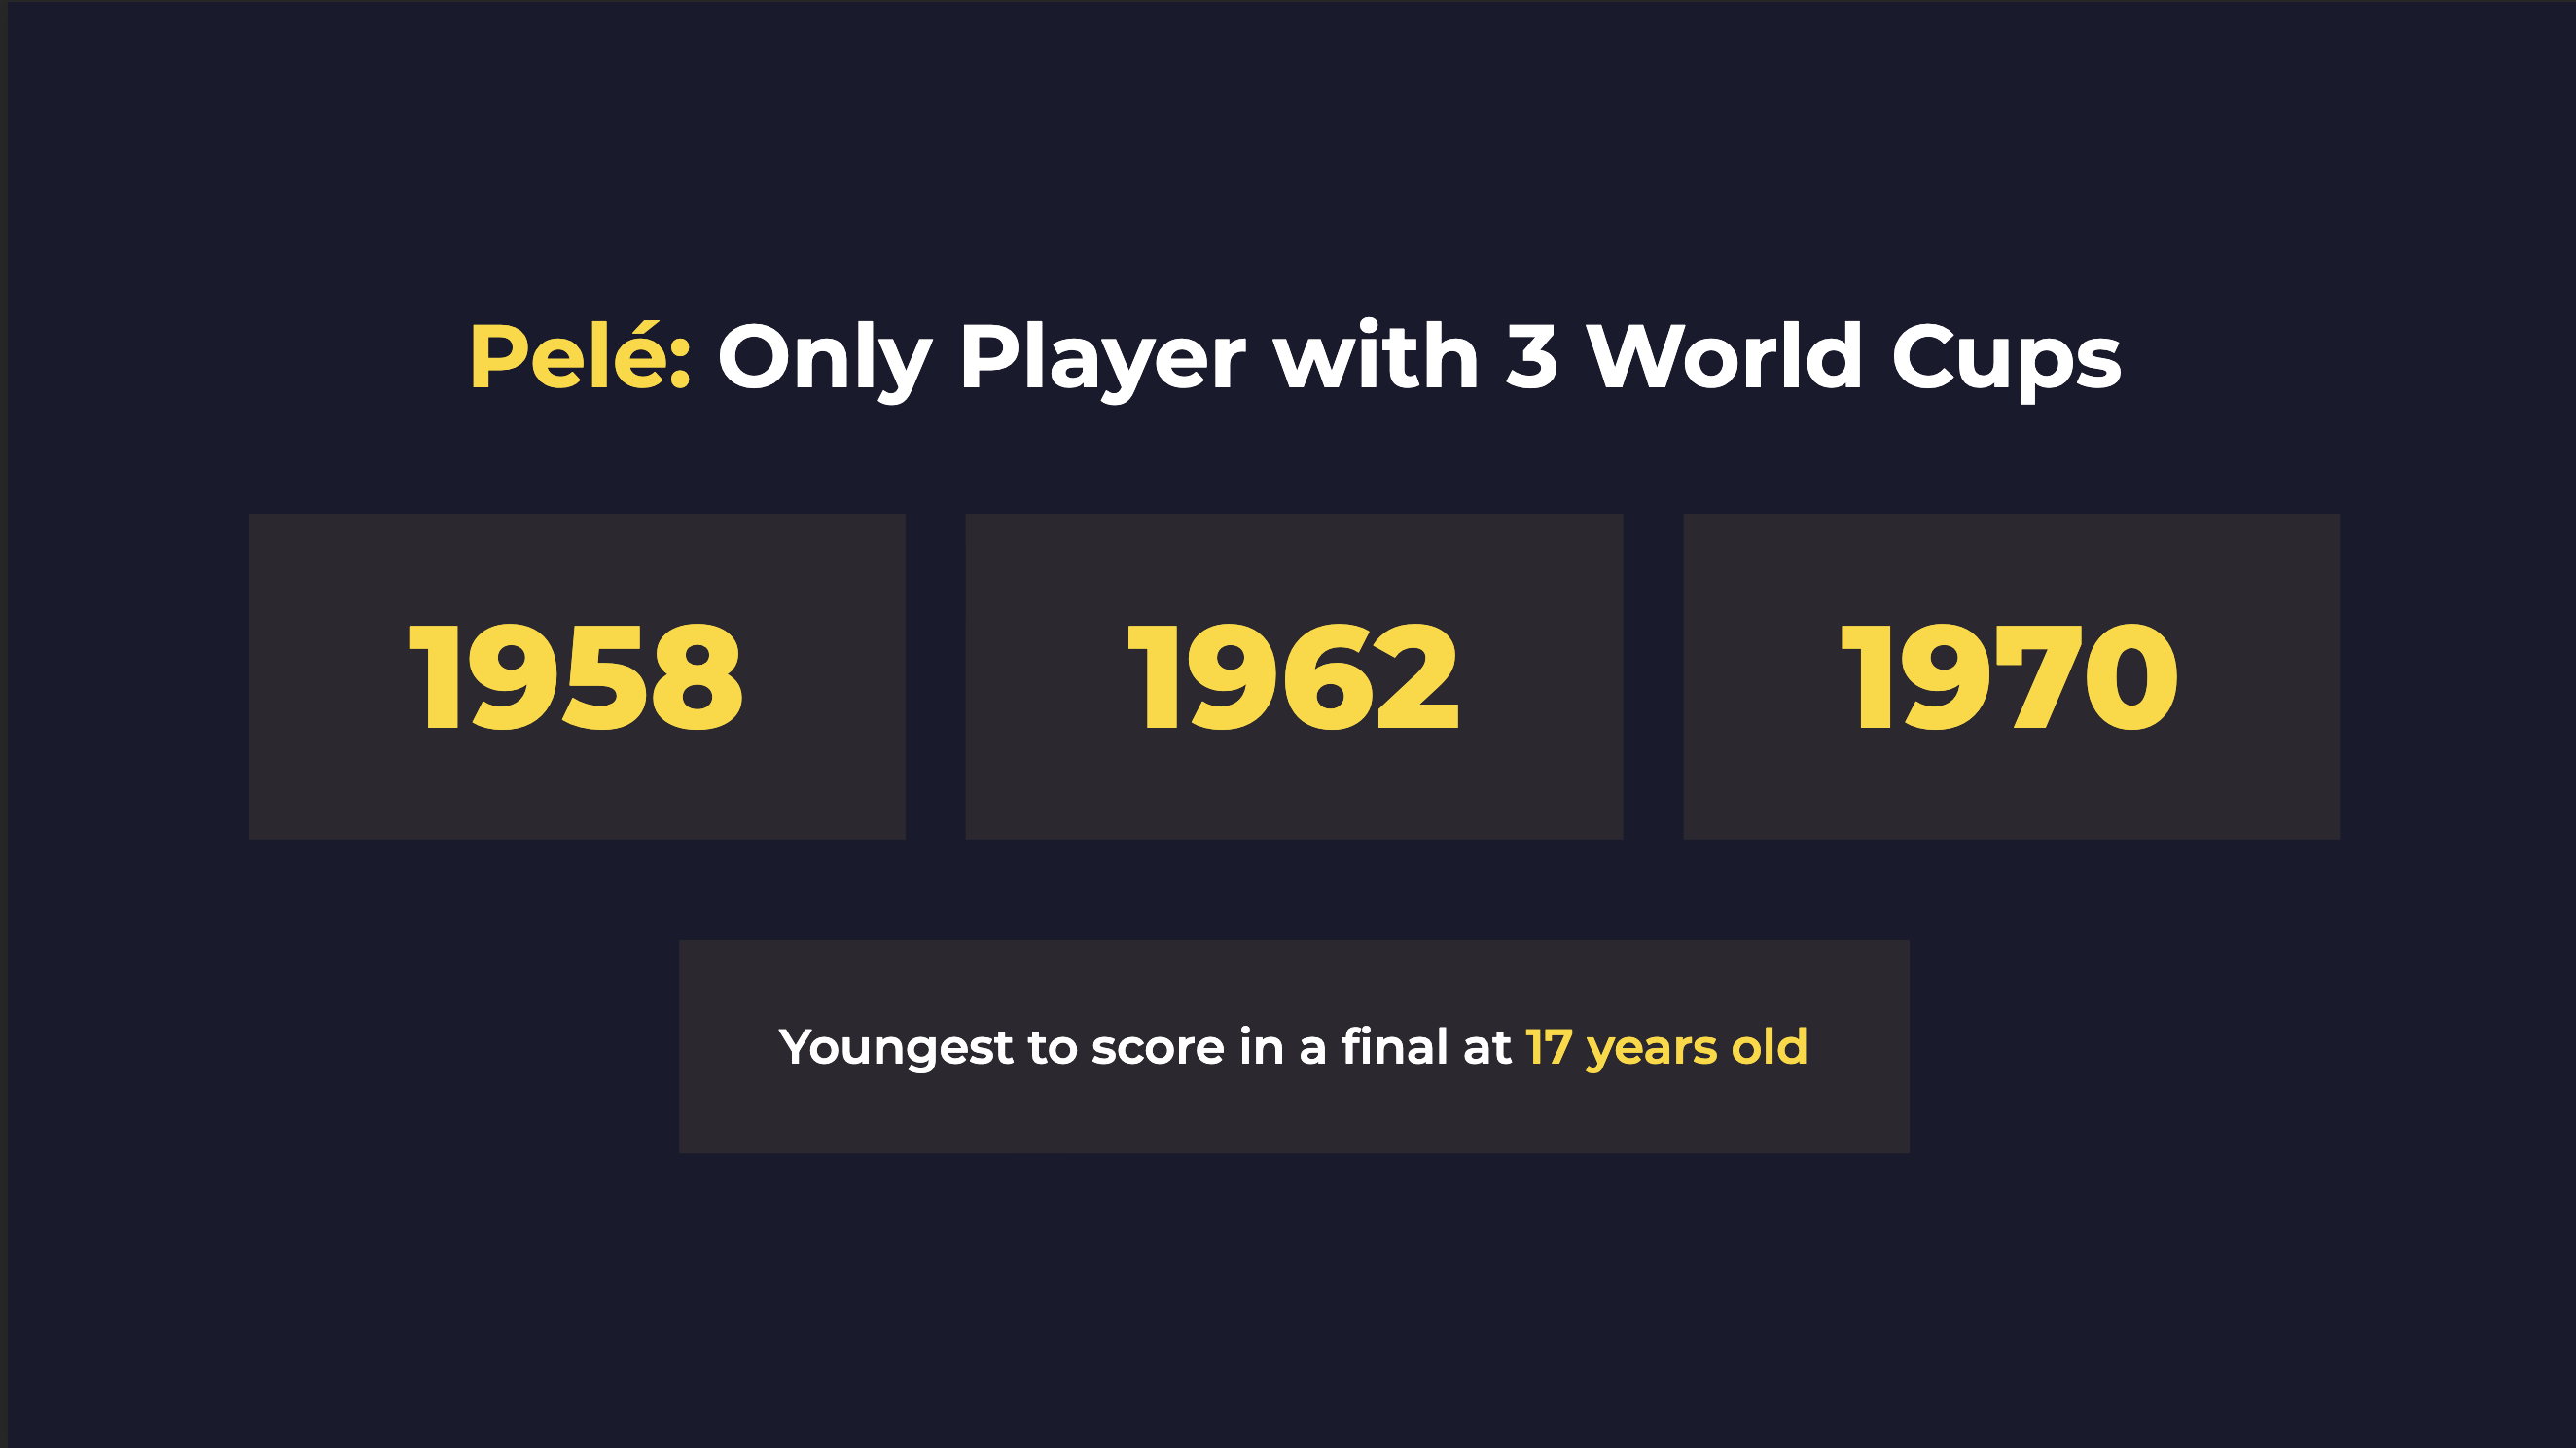 Pelé: Only Player with 3 World Cups
1958
1962
1970
Youngest to score in a final at 17 years old